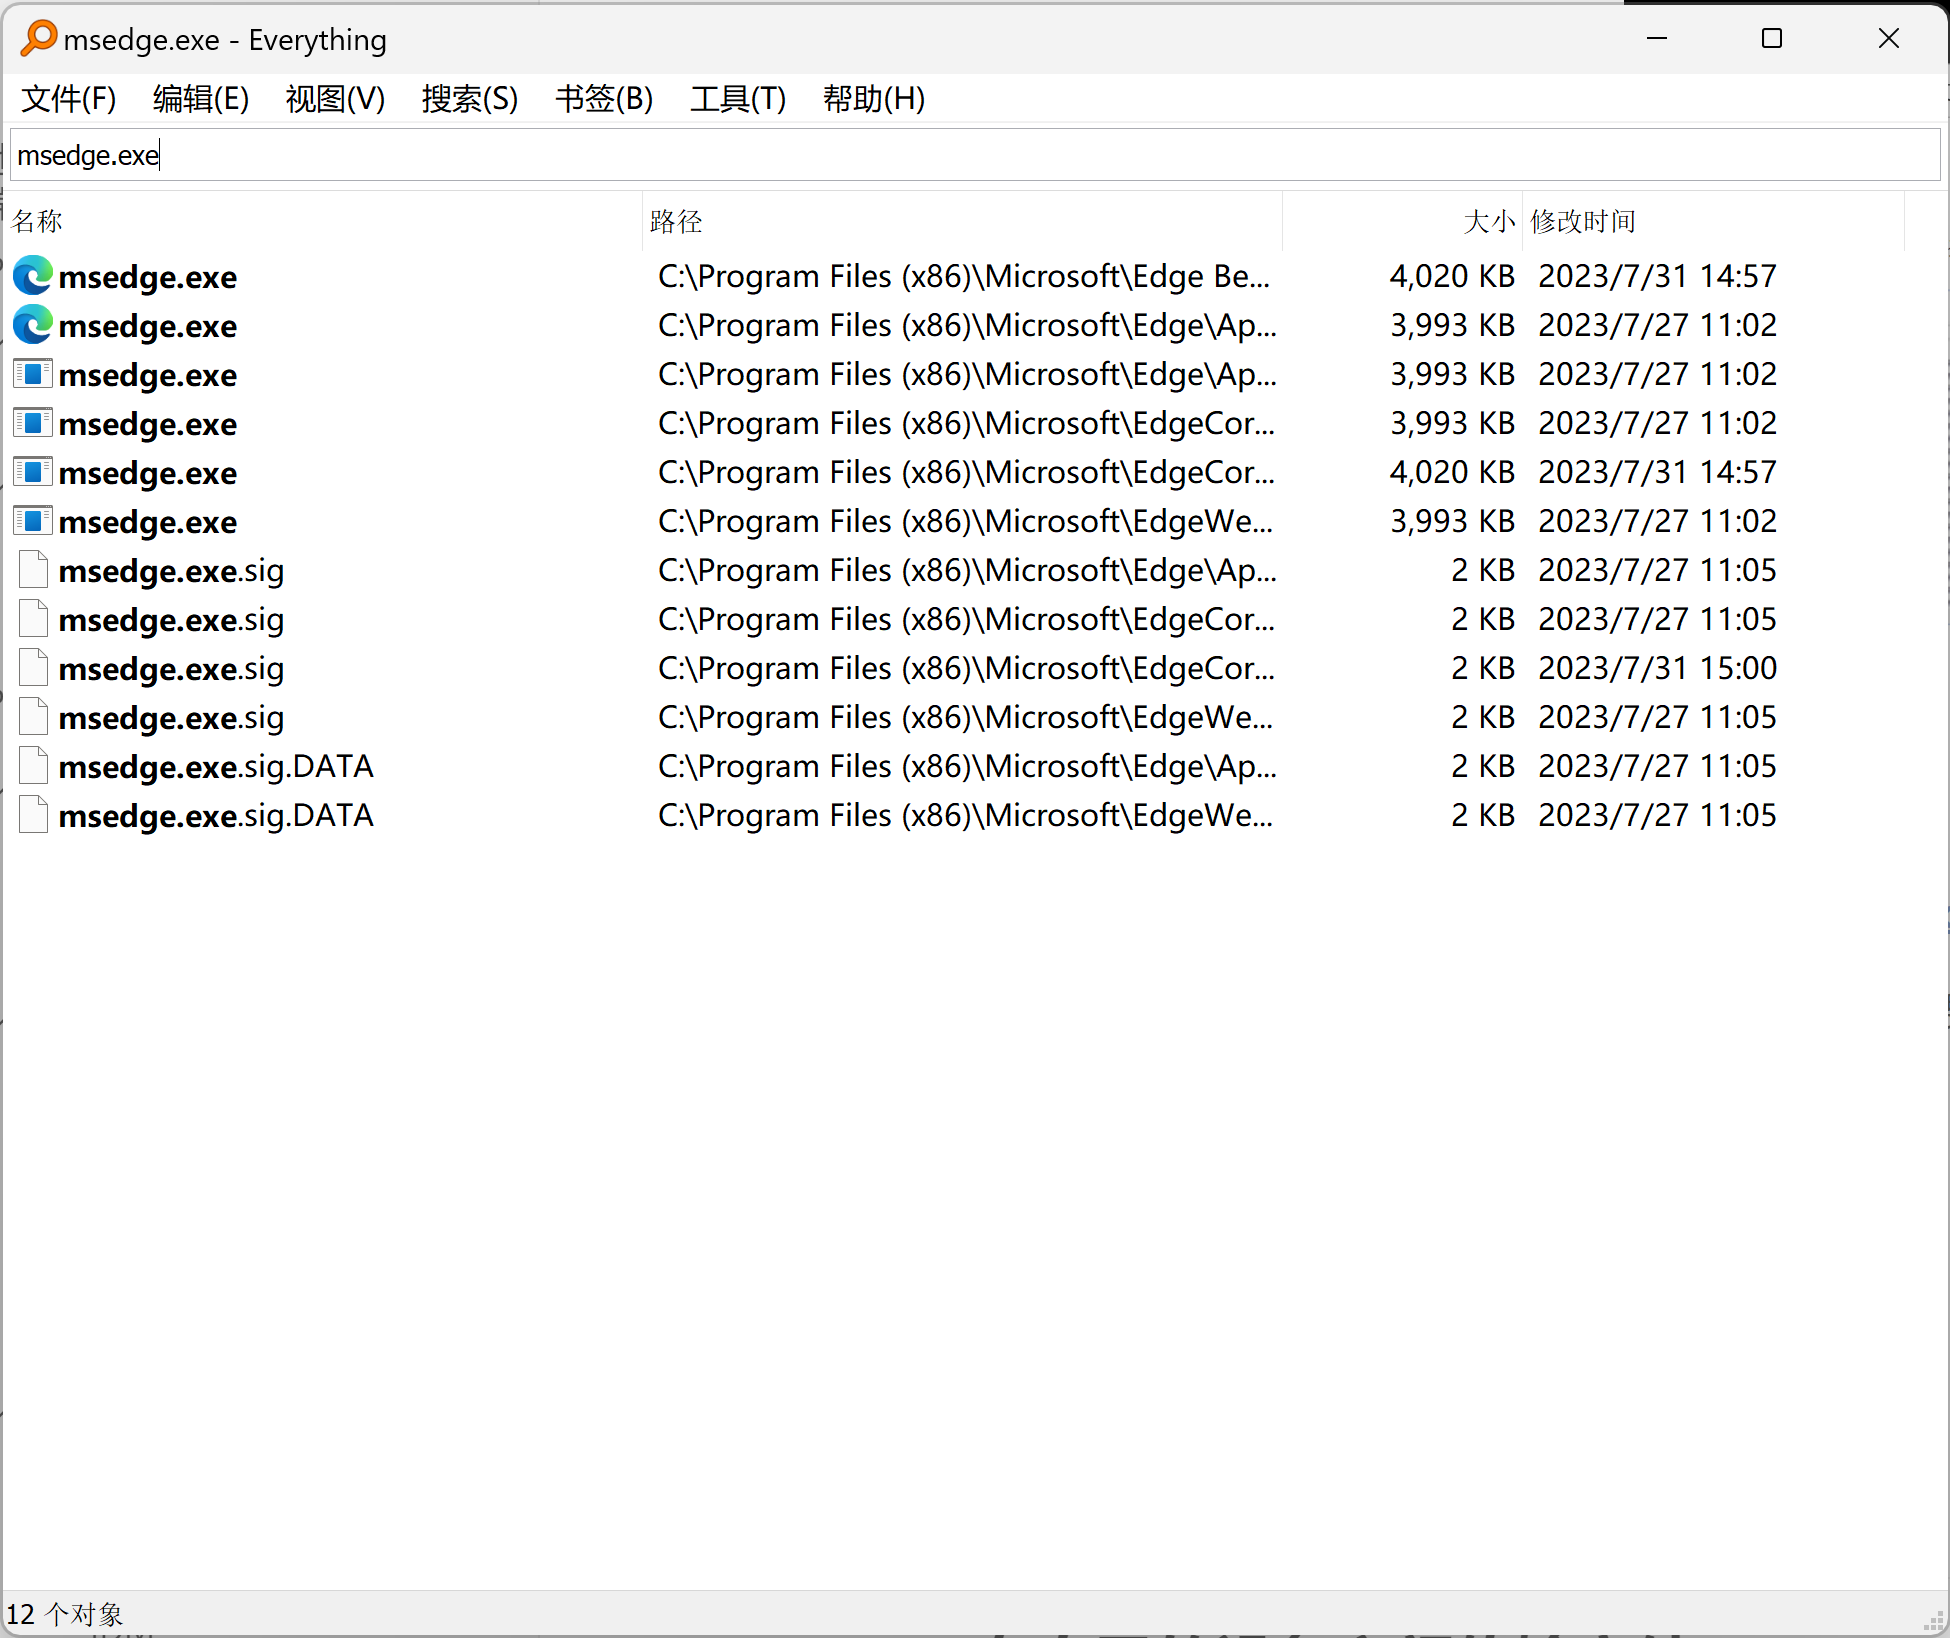 msedge.exe - Everything
文件(F) 编辑(E) 视图(V) 搜索(S) 书签(B) 工具(T) 帮助(H)
msedge.exe
名称 路径 大小 修改时间
msedge.exe C:\Program Files (x86)\Microsoft\Edge Be... 4,020 KB 2023/7/31 14:57
msedge.exe C:\Program Files (x86)\Microsoft\Edge\Ap... 3,993 KB 2023/7/27 11:02
msedge.exe C:\Program Files (x86)\Microsoft\Edge\Ap... 3,993 KB 2023/7/27 11:02
msedge.exe C:\Program Files (x86)\Microsoft\EdgeCor... 3,993 KB 2023/7/27 11:02
msedge.exe C:\Program Files (x86)\Microsoft\EdgeCor... 4,020 KB 2023/7/31 14:57
msedge.exe C:\Program Files (x86)\Microsoft\EdgeWe... 3,993 KB 2023/7/27 11:02
msedge.exe.sig C:\Program Files (x86)\Microsoft\Edge\Ap... 2 KB 2023/7/27 11:05
msedge.exe.sig C:\Program Files (x86)\Microsoft\EdgeCor... 2 KB 2023/7/27 11:05
msedge.exe.sig C:\Program Files (x86)\Microsoft\EdgeCor... 2 KB 2023/7/31 15:00
msedge.exe.sig C:\Program Files (x86)\Microsoft\EdgeWe... 2 KB 2023/7/27 11:05
msedge.exe.sig.DATA C:\Program Files (x86)\Microsoft\Edge\Ap... 2 KB 2023/7/27 11:05
msedge.exe.sig.DATA C:\Program Files (x86)\Microsoft\EdgeWe... 2 KB 2023/7/27 11:05
12 个对象